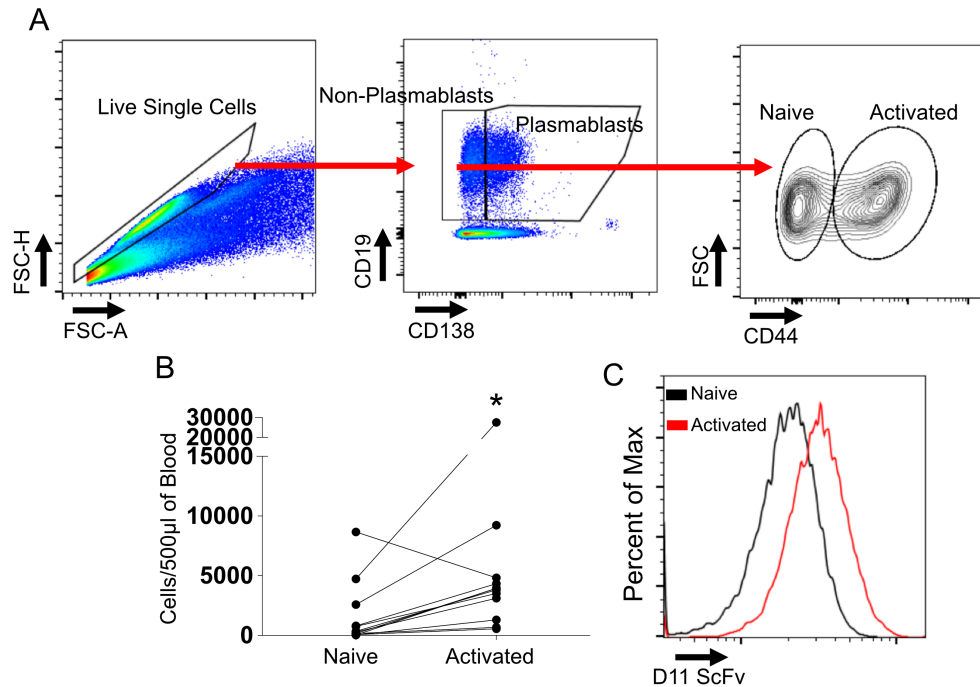 A
Live Single Cells
FSC-H
FSC-A
Non-Plasmablasts
Plasmablasts
CD19
CD138
Naive
Activated
FSC
CD44
B
*
30000
20000
15000
10000
5000
0
Cells/500µl of Blood
Naive
Activated
C
Naive
Activated
Percent of Max
D11 ScFv